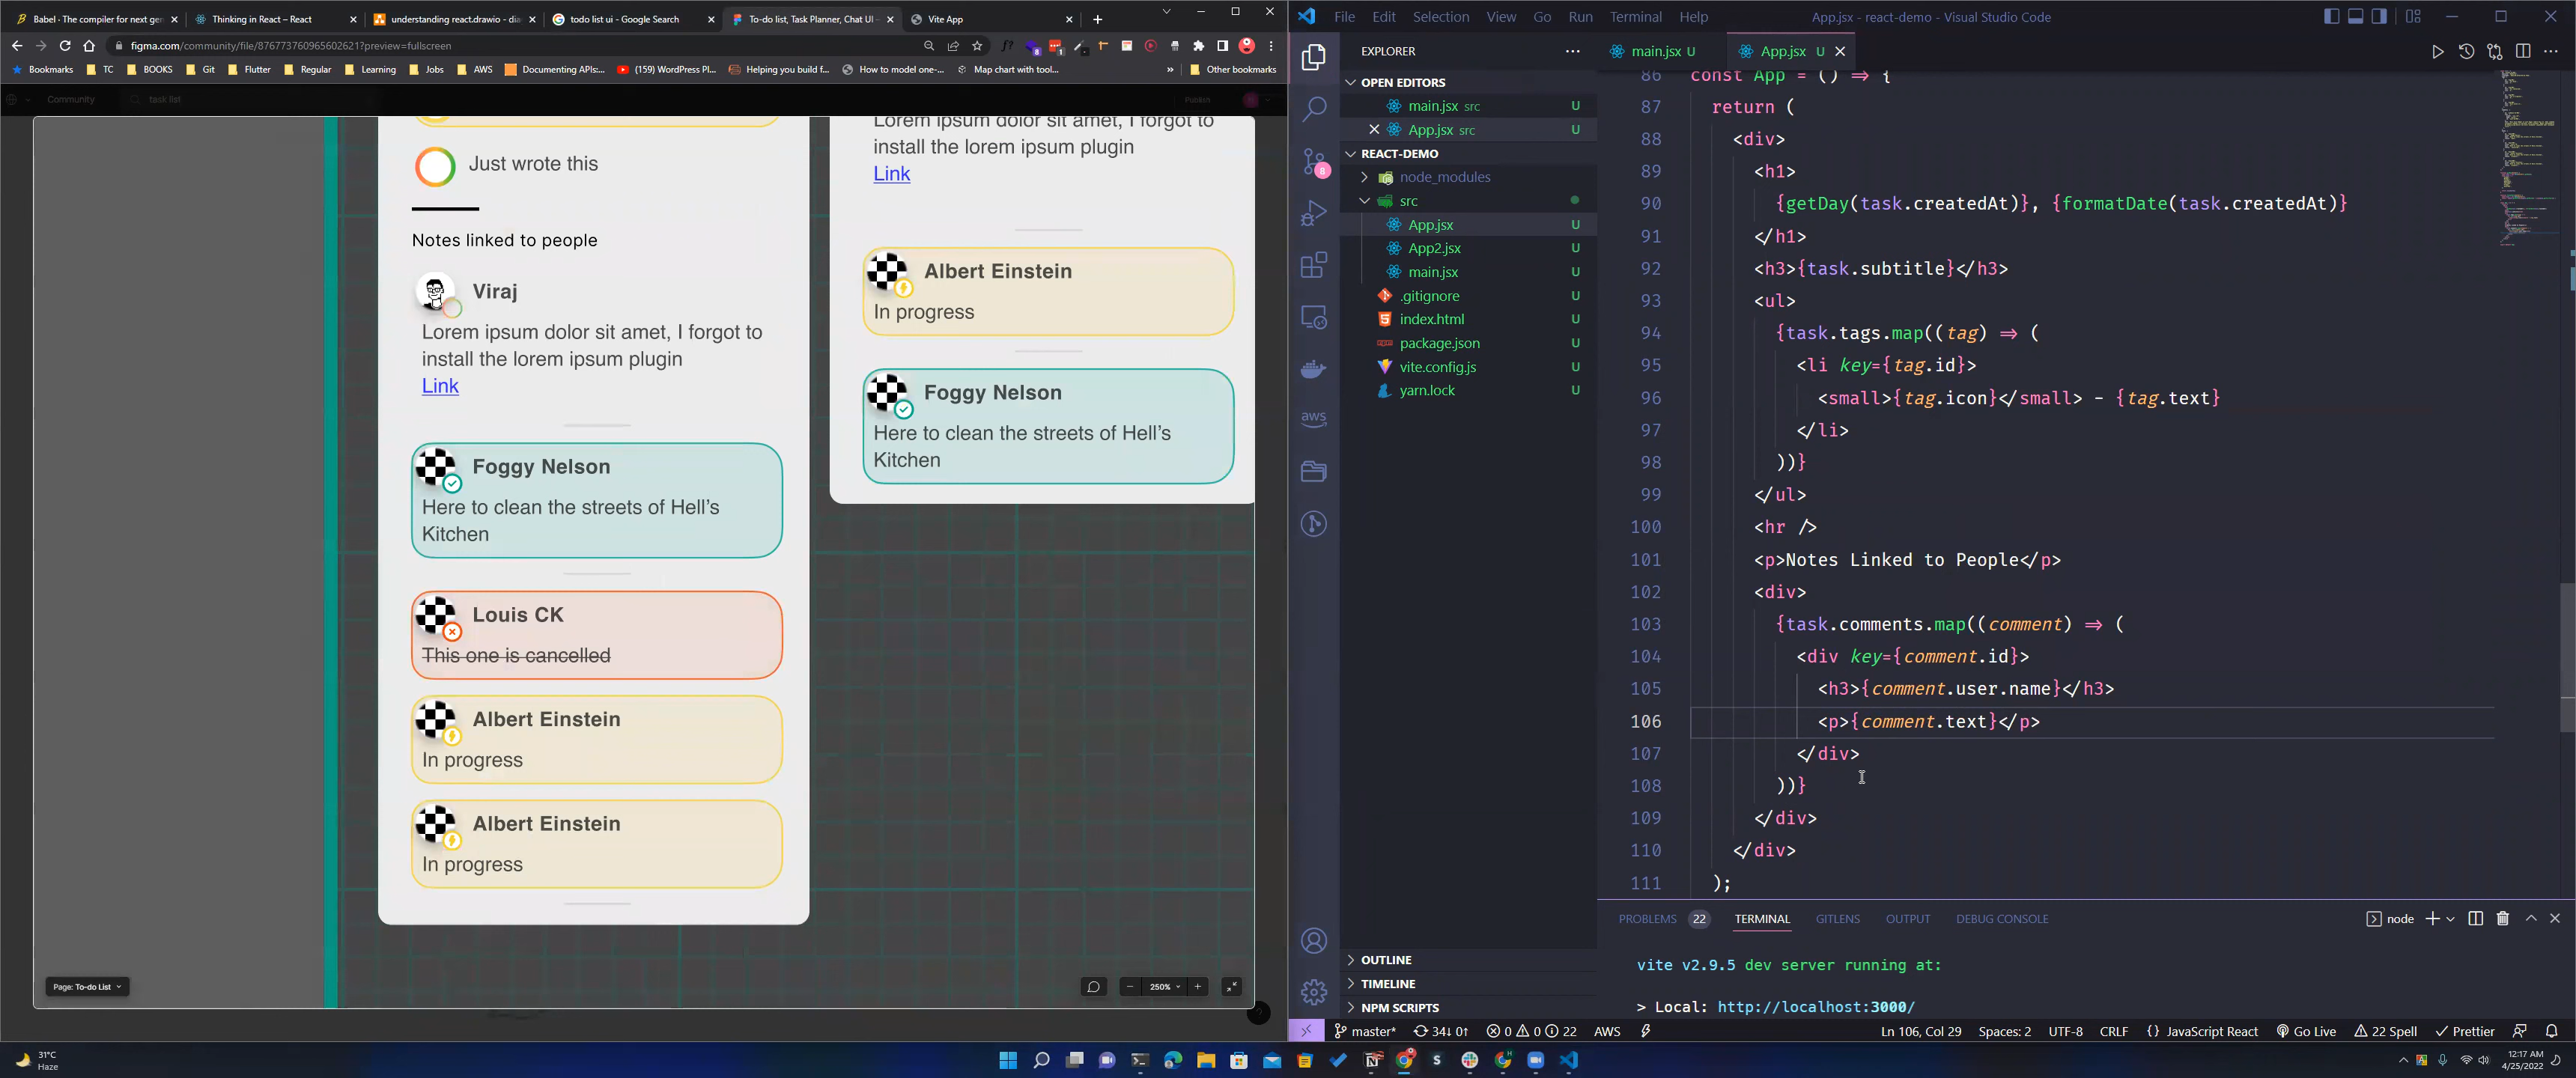 Babel · The compiler for next gen
Thinking in React – React
understanding react.drawio - dia
todo list ui - Google Search
To-do list, Task Planner, Chat UI -
Vite App
figma.com/community/file/876773760965602621?preview=fullscreen
Bookmarks
TC
BOOKS
Git
Flutter
Regular
Learning
Jobs
AWS
Documenting APIs:...
(159) WordPress Pl...
Helping you build f...
How to model one-...
Map chart with tool...
»
Other bookmarks
Community
task list
Publish
Just wrote this
Notes linked to people
Viraj
Lorem ipsum dolor sit amet, I forgot to
install the lorem ipsum plugin
Link
Foggy Nelson
Here to clean the streets of Hell's
Kitchen
Louis CK
This one is cancelled
Albert Einstein
In progress
Albert Einstein
In progress
Lorem ipsum dolor sit amet, I forgot to
install the lorem ipsum plugin
Link
Albert Einstein
In progress
Foggy Nelson
Here to clean the streets of Hell's
Kitchen
Page: To-do List
250%
File Edit Selection View Go Run Terminal Help
App.jsx - react-demo - Visual Studio Code
EXPLORER
OPEN EDITORS
main.jsx src U
App.jsx src U
REACT-DEMO
node_modules
src
App.jsx U
App2.jsx U
main.jsx U
.gitignore U
index.html U
package.json U
vite.config.js U
yarn.lock U
OUTLINE
TIMELINE
NPM SCRIPTS
8
aws
main.jsx U
App.jsx U
86 const App = () => {
87 return (
88 <div>
89 <h1>
90 {getDay(task.createdAt)}, {formatDate(task.createdAt)}
91 </h1>
92 <h3>{task.subtitle}</h3>
93 <ul>
94 {task.tags.map((tag) => (
95 <li key={tag.id}>
96 <small>{tag.icon}</small> - {tag.text}
97 </li>
98 ))}
99 </ul>
100 <hr />
101 <p>Notes Linked to People</p>
102 <div>
103 {task.comments.map((comment) => (
104 <div key={comment.id}>
105 <h3>{comment.user.name}</h3>
106 <p>{comment.text}</p>
107 </div>
108 ))}
109 </div>
110 </div>
111 );
PROBLEMS 22 TERMINAL GITLENS OUTPUT DEBUG CONSOLE
node
vite v2.9.5 dev server running at:
> Local: http://localhost:3000/
master* 34↓ 0↑ 0 0 22 AWS
Ln 106, Col 29 Spaces: 2 UTF-8 CRLF {} JavaScript React Go Live 22 Spell Prettier
31°C
Haze
12:17 AM
4/25/2022